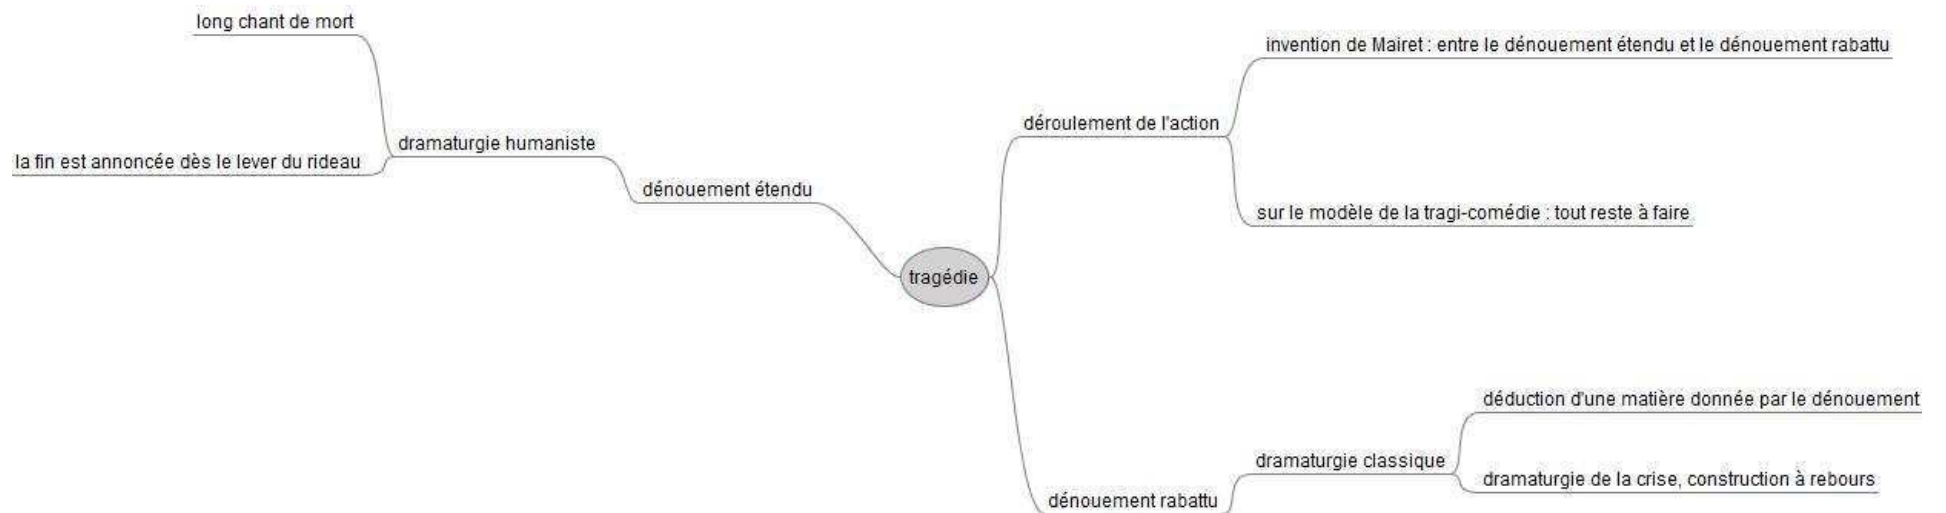 long chant de mort
la fin est annoncée dès le lever du rideau
dramaturgie humaniste
dénouement étendu
tragédie
déroulement de l'action
invention de Mairet : entre le dénouement étendu et le dénouement rabattu
sur le modèle de la tragi-comédie : tout reste à faire
dénouement rabattu
dramaturgie classique
déduction d'une matière donnée par le dénouement
dramaturgie de la crise, construction à rebours